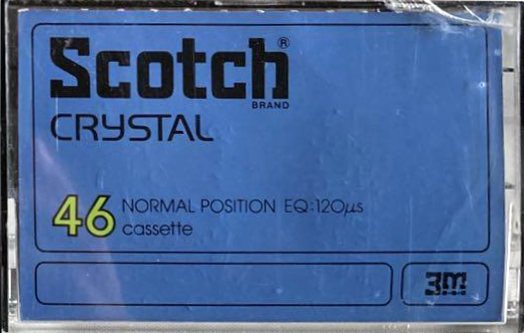 Scotch®
BRAND
CRYSTAL
46 NORMAL POSITION EQ:120µs
cassette
3M